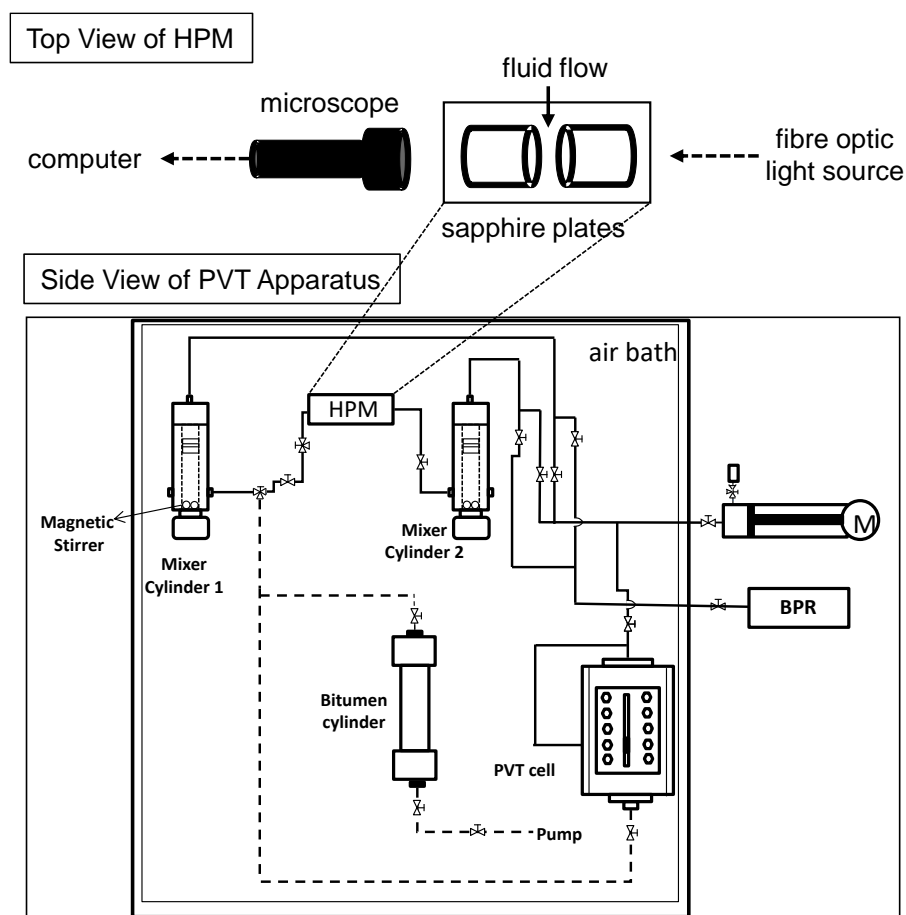 Top View of HPM
fluid flow
microscope
computer
fibre optic
light source
sapphire plates
Side View of PVT Apparatus
air bath
HPM
Magnetic
Stirrer
Mixer
Cylinder 1
Mixer
Cylinder 2
M
BPR
Bitumen
cylinder
PVT cell
Pump